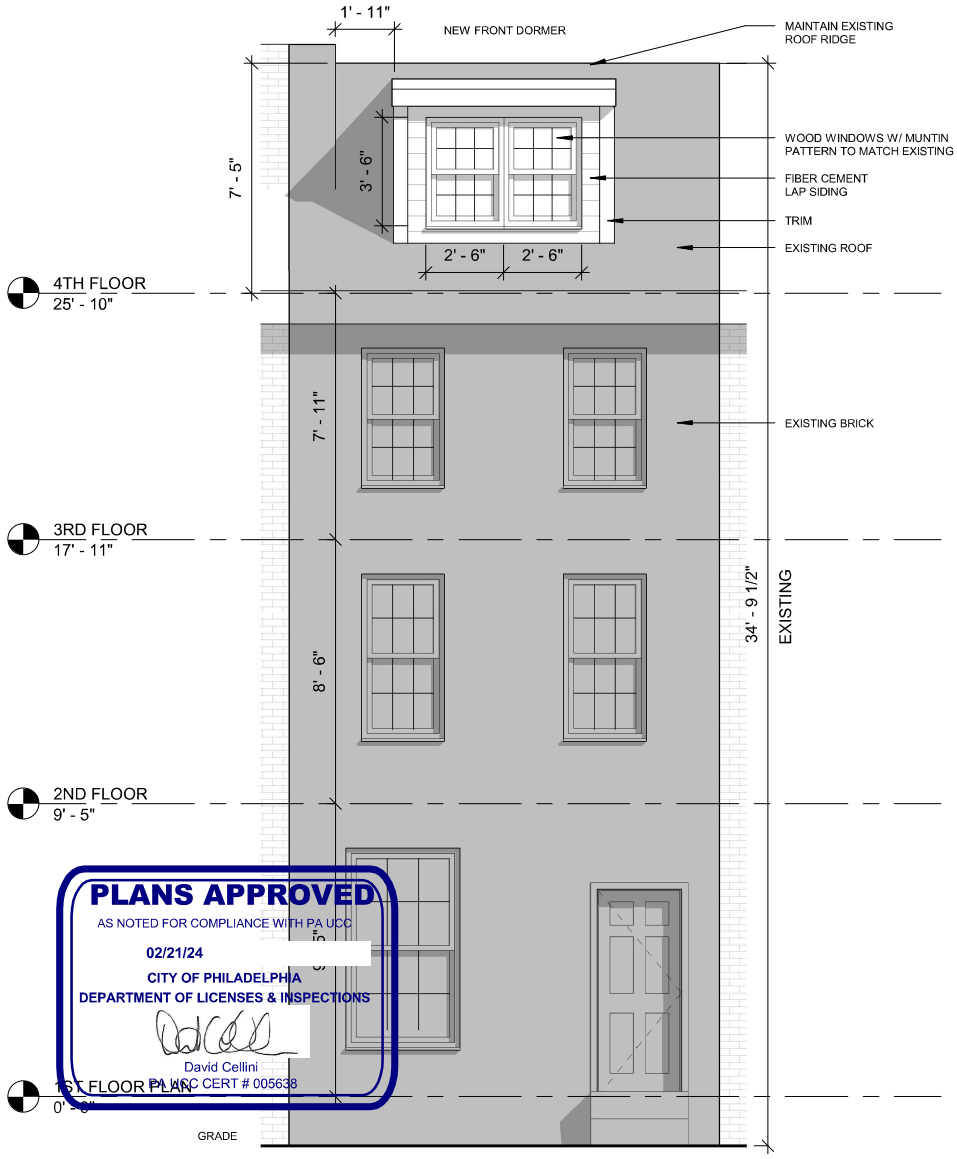 1' - 11"
NEW FRONT DORMER
MAINTAIN EXISTING
ROOF RIDGE
7' - 5"
3' - 6"
WOOD WINDOWS W/ MUNTIN
PATTERN TO MATCH EXISTING
FIBER CEMENT
LAP SIDING
TRIM
EXISTING ROOF
2' - 6"
2' - 6"
4TH FLOOR
25' - 10"
7' - 11"
EXISTING BRICK
3RD FLOOR
17' - 11"
34' - 9 1/2"
EXISTING
8' - 6"
2ND FLOOR
9' - 5"
PLANS APPROVED
AS NOTED FOR COMPLIANCE WITH PA UCC
02/21/24
CITY OF PHILADELPHIA
DEPARTMENT OF LICENSES & INSPECTIONS
David Cellini
PA UCC CERT # 005638
1ST FLOOR PLAN
0' - 0"
GRADE